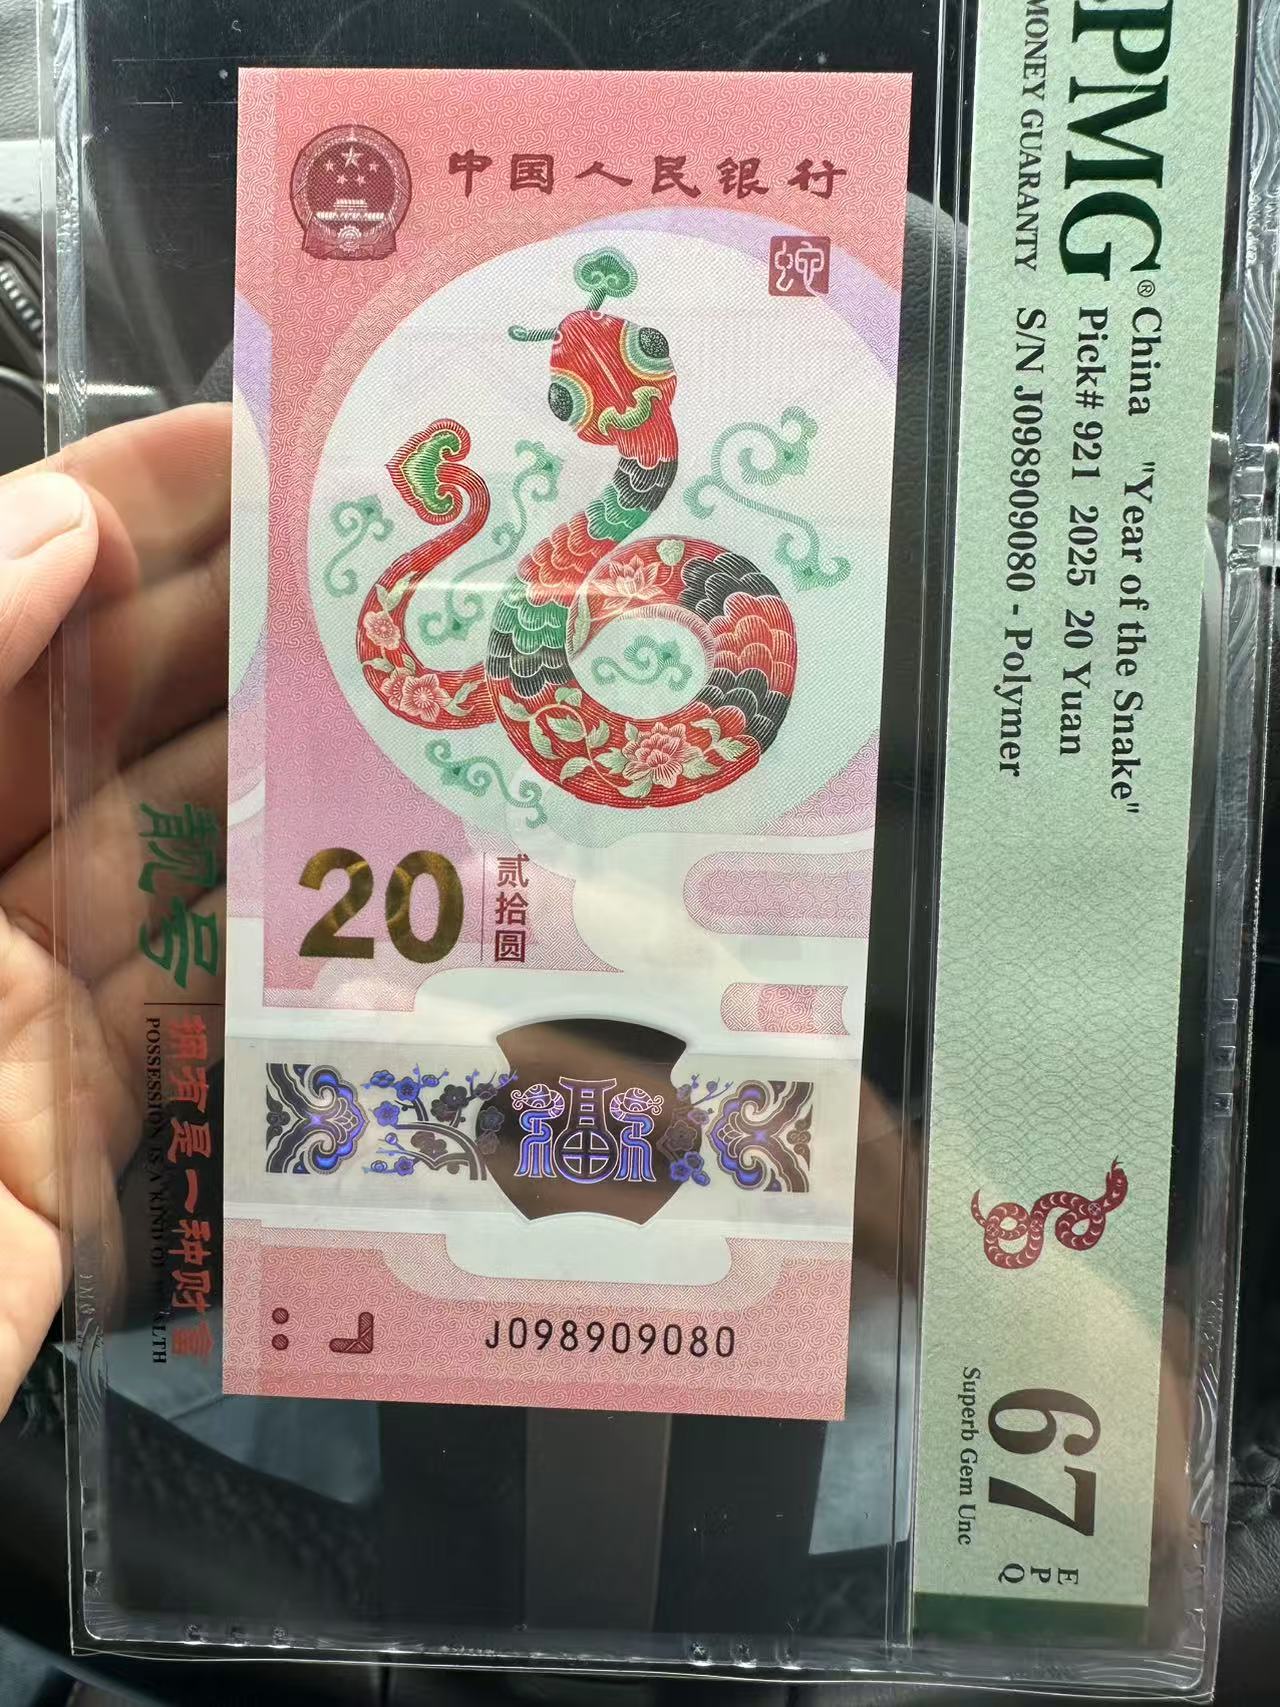 中国人民银行
蛇
20 贰拾圆
J098909080
靓号
拥有是一种财富
POSSESSION IS A KIND OF WEALTH
PMG®
MONEY GUARANTY
China "Year of the Snake"
Pick# 921 2025 20 Yuan
S/N J098909080 - Polymer
67 EPQ
Superb Gem Unc